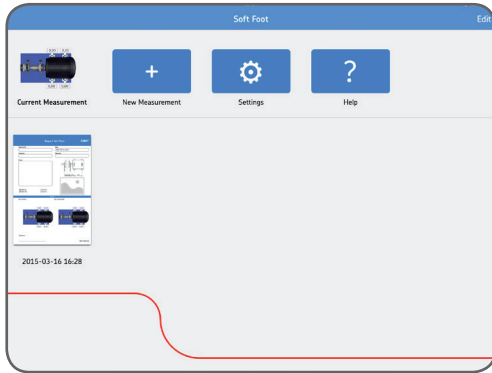 Soft Foot
Edit
Current Measurement
New Measurement
Settings
Help
2015-03-16 16:28